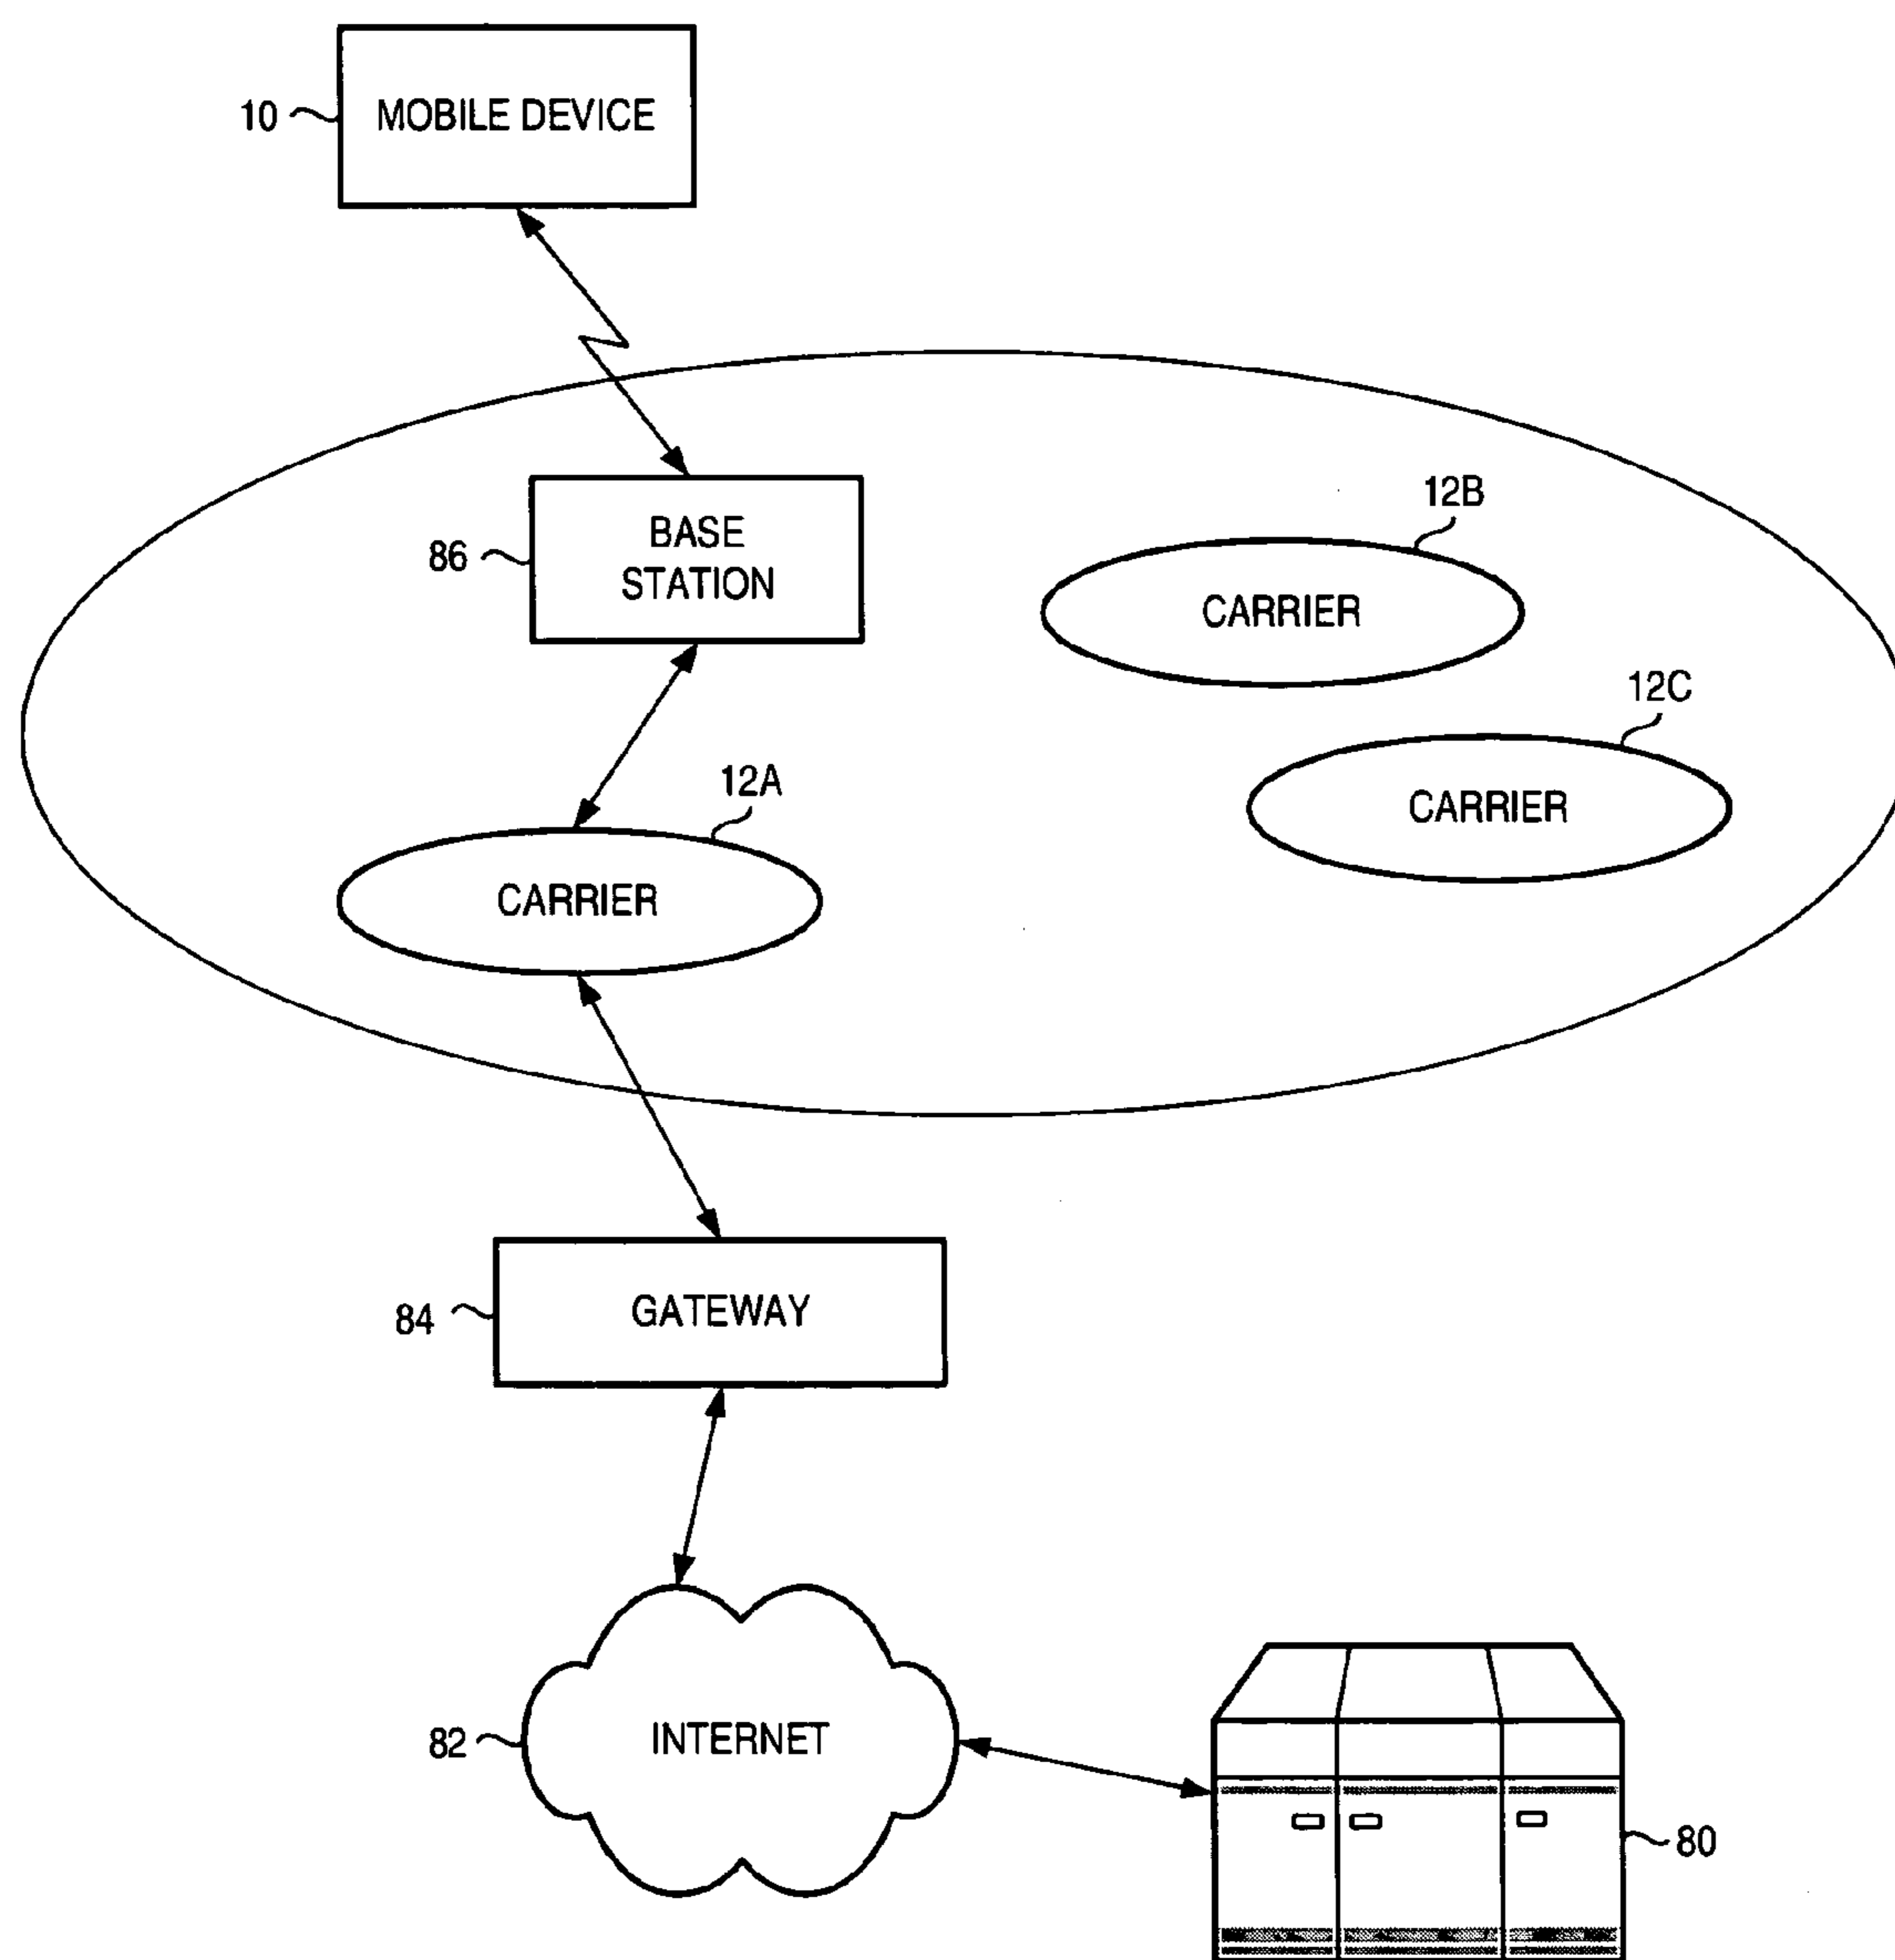 10
MOBILE DEVICE
86
BASE
STATION
12B
CARRIER
12C
CARRIER
12A
CARRIER
84
GATEWAY
82
INTERNET
80